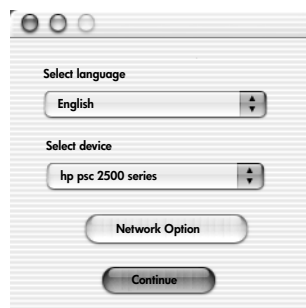 Select language
English
Select device
hp psc 2500 series
Network Option
Continue